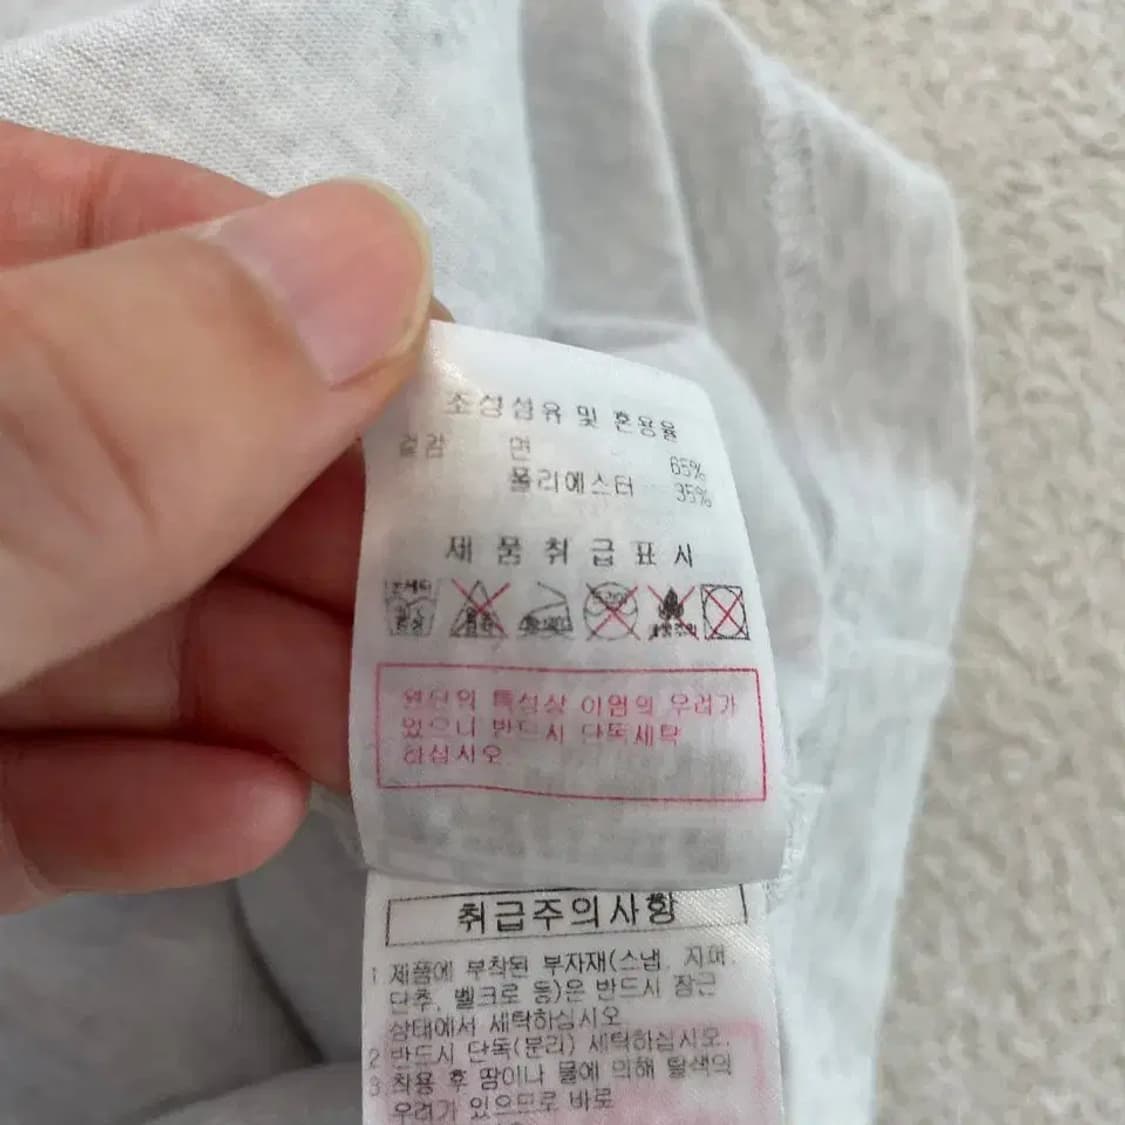 조성섬유 및 혼용율
겉감 면 65%
폴리에스터 35%
제품취급표시
원단의 특성상 이염의 우려가
있으니 반드시 단독세탁
하십시오
취급주의사항
1 제품에 부착된 부자재(스냅, 지퍼,
단추, 벨크로 등)은 반드시 잠근
상태에서 세탁하십시오
2 반드시 단독(분리) 세탁하십시오.
3 착용 후 땀이나 물에 의해 탈색의
우려가 있으므로 바로